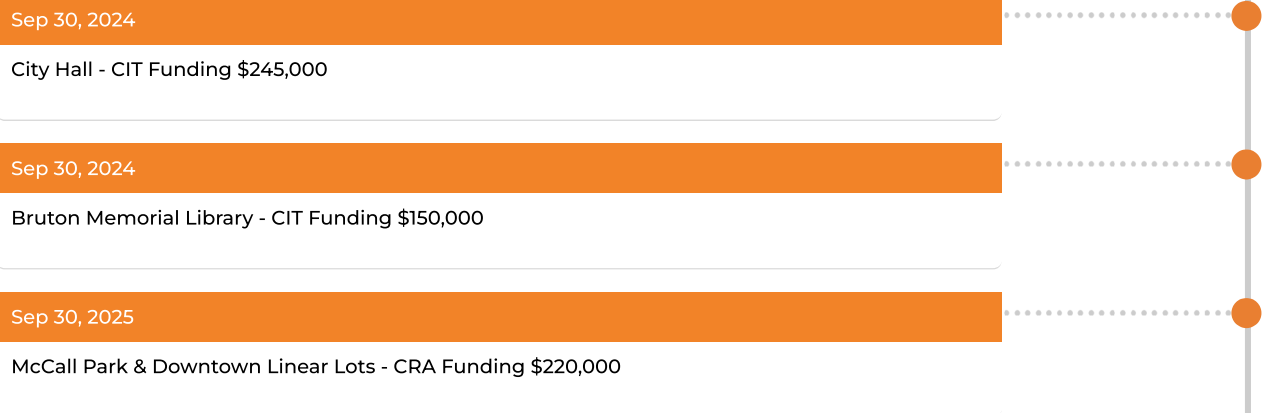 Sep 30, 2024
City Hall - CIT Funding $245,000
Sep 30, 2024
Bruton Memorial Library - CIT Funding $150,000
Sep 30, 2025
McCall Park & Downtown Linear Lots - CRA Funding $220,000